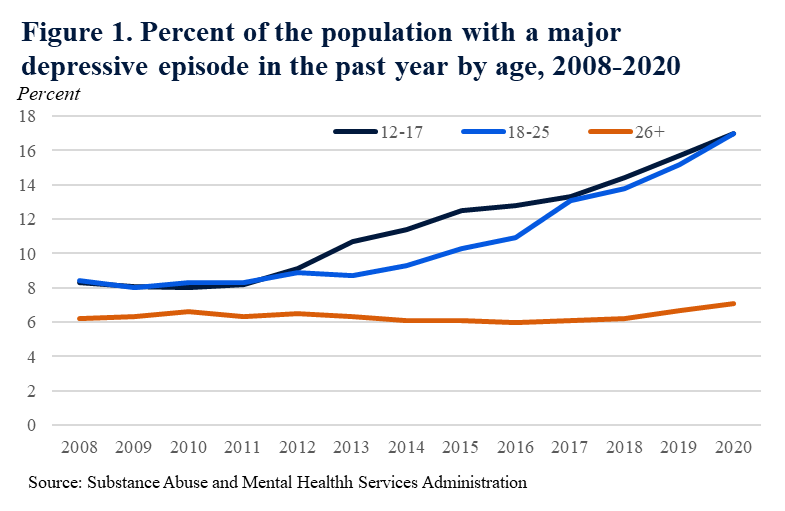 Figure 1. Percent of the population with a major
depressive episode in the past year by age, 2008-2020
Percent
18
12-17 18-25 26+
16
14
12
10
8
6
4
2
0
2008 2009 2010 2011 2012 2013 2014 2015 2016 2017 2018 2019 2020
Source: Substance Abuse and Mental Healthh Services Administration